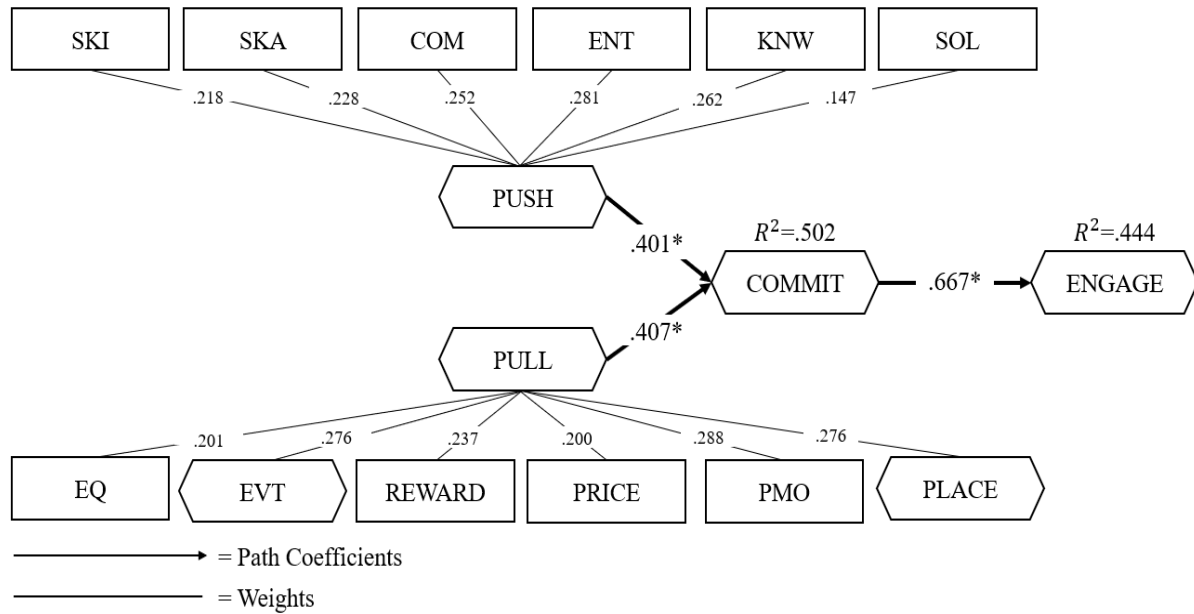 SKI SKA COM ENT KNW SOL
.218 .228 .252 .281 .262 .147
PUSH
.401*
R²=.502 R²=.444
COMMIT .667* ENGAGE
.407*
PULL
.201 .276 .237 .200 .288 .276
EQ EVT REWARD PRICE PMO PLACE
= Path Coefficients
= Weights